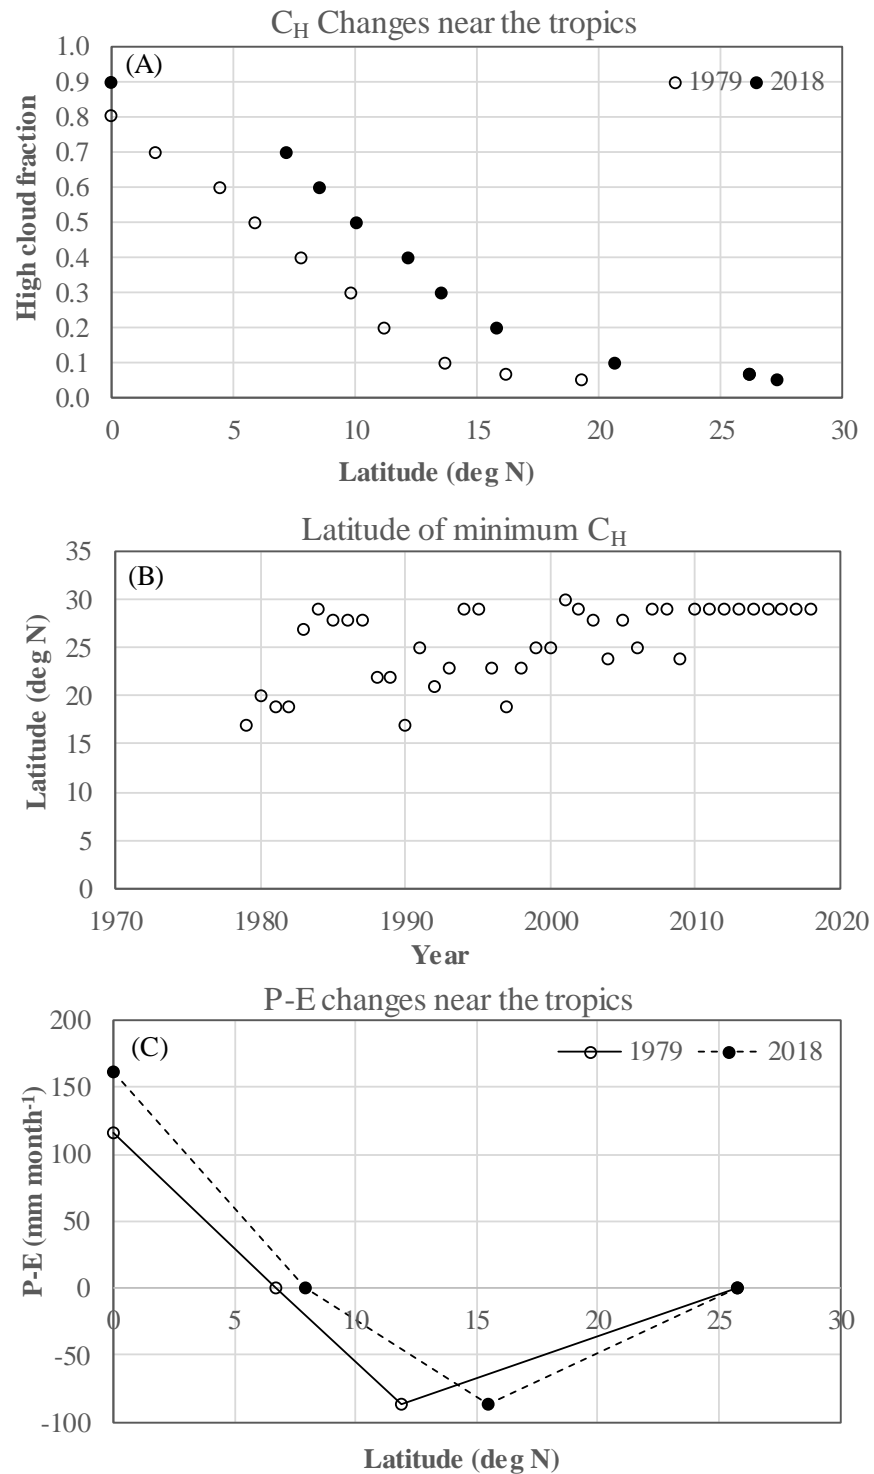 C_H Changes near the tropics
(A)
1979 2018
High cloud fraction
1.0
0.9
0.8
0.7
0.6
0.5
0.4
0.3
0.2
0.1
0.0
0 5 10 15 20 25 30
Latitude (deg N)
Latitude of minimum C_H
(B)
Latitude (deg N)
35
30
25
20
15
10
5
0
1970 1980 1990 2000 2010 2020
Year
P-E changes near the tropics
(C)
1979 2018
P-E (mm month⁻¹)
200
150
100
50
0
-50
-100
0 5 10 15 20 25 30
Latitude (deg N)